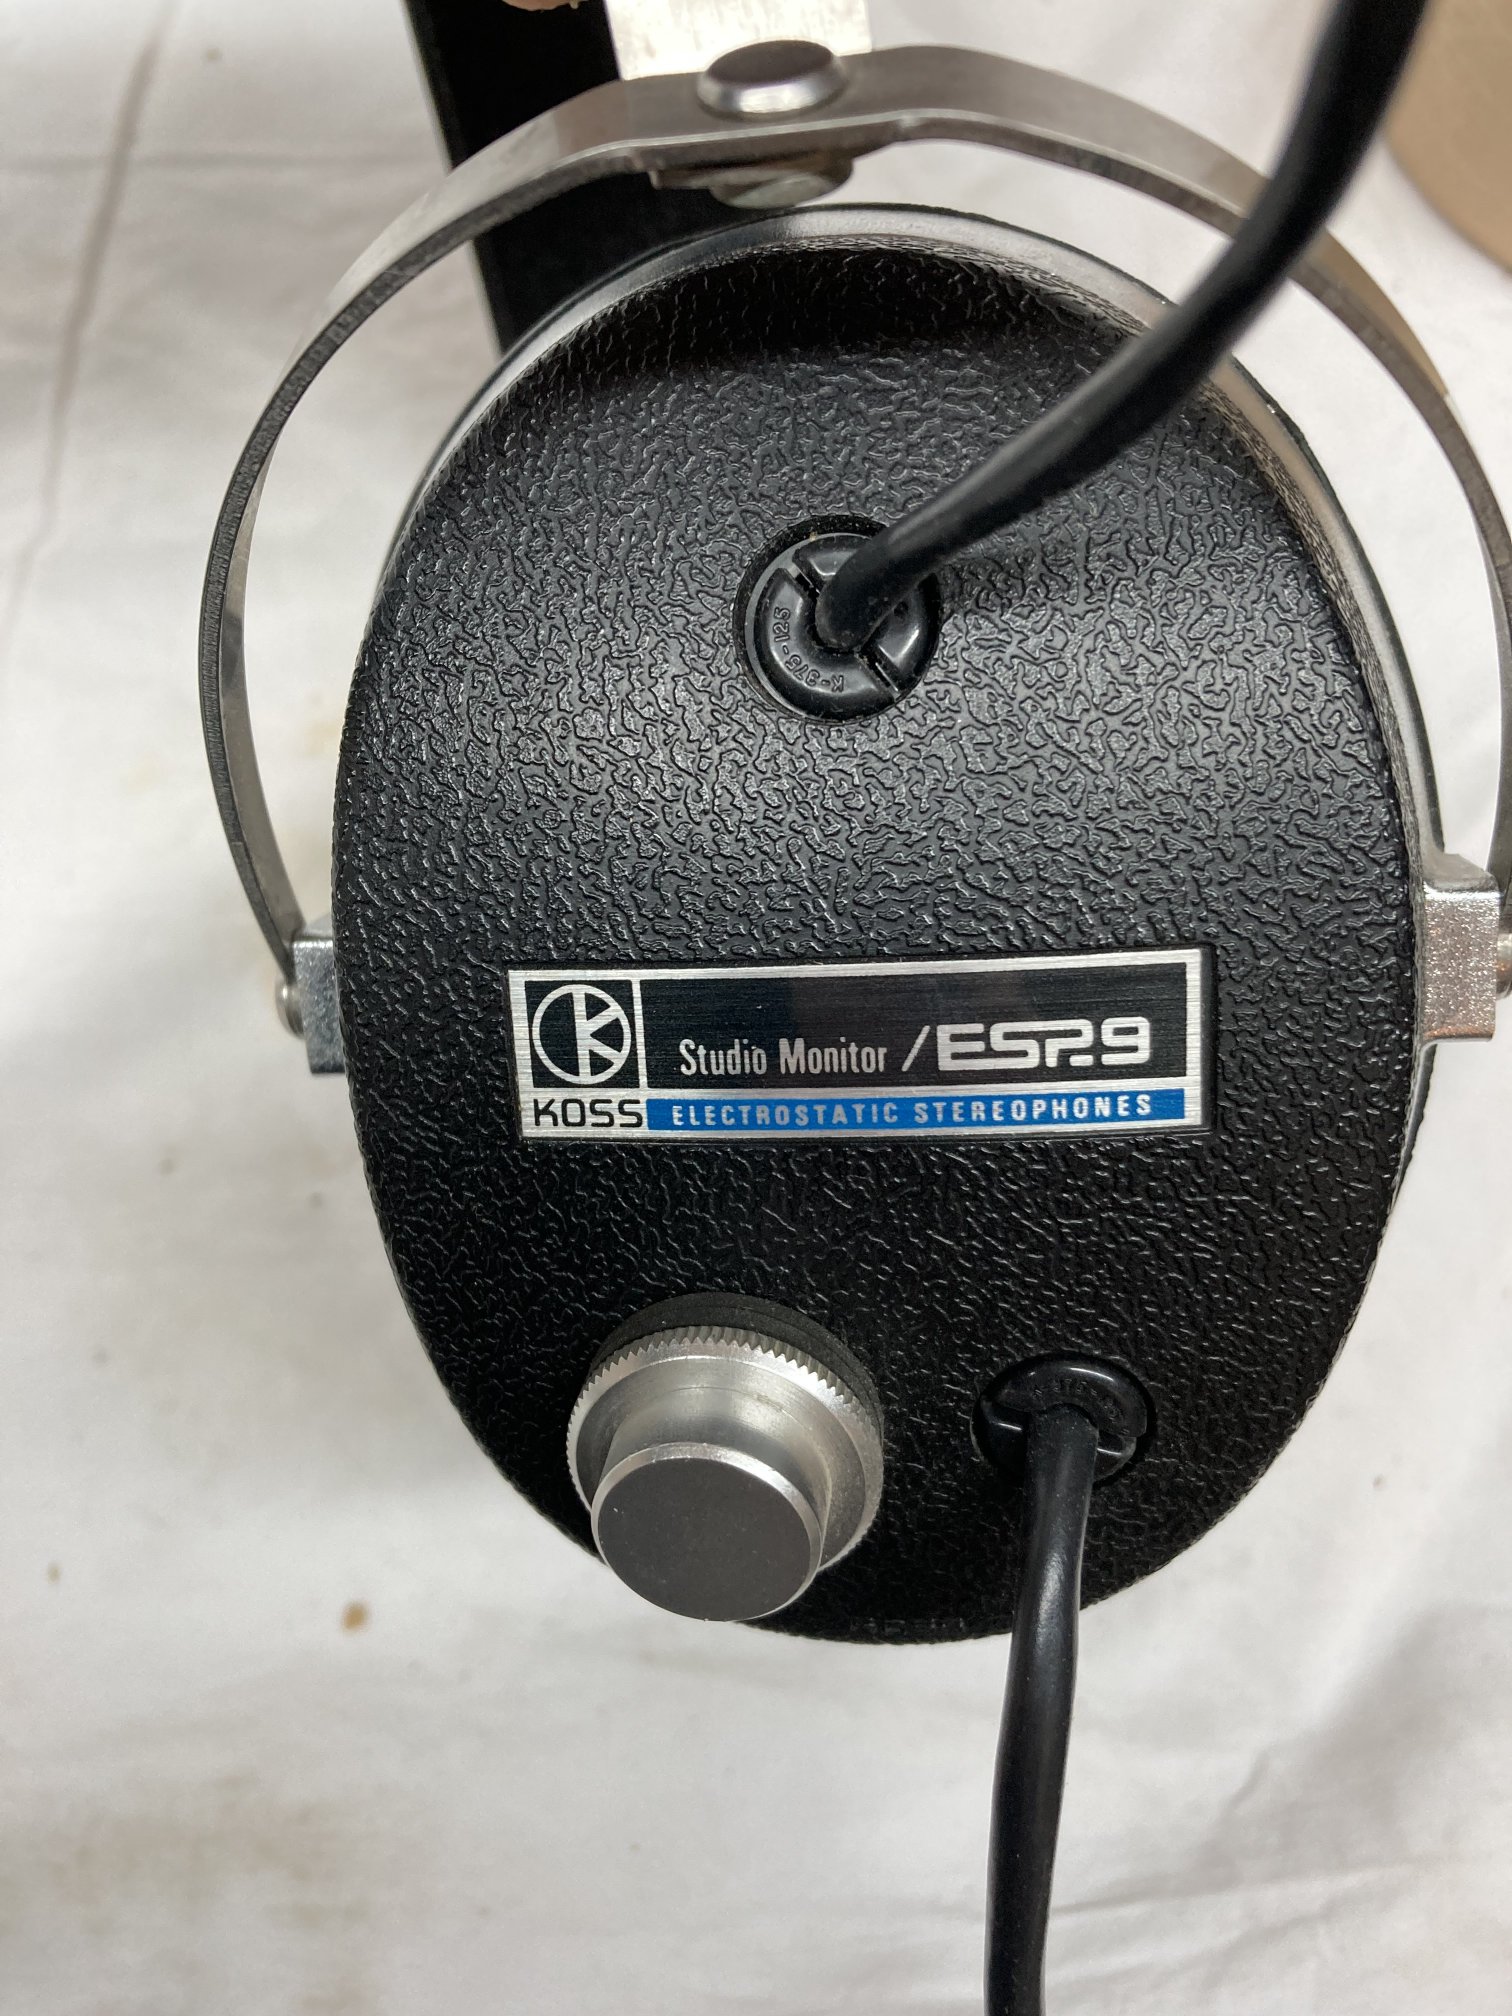 K-375-125
Studio Monitor /ESP.9
KOSS ELECTROSTATIC STEREOPHONES